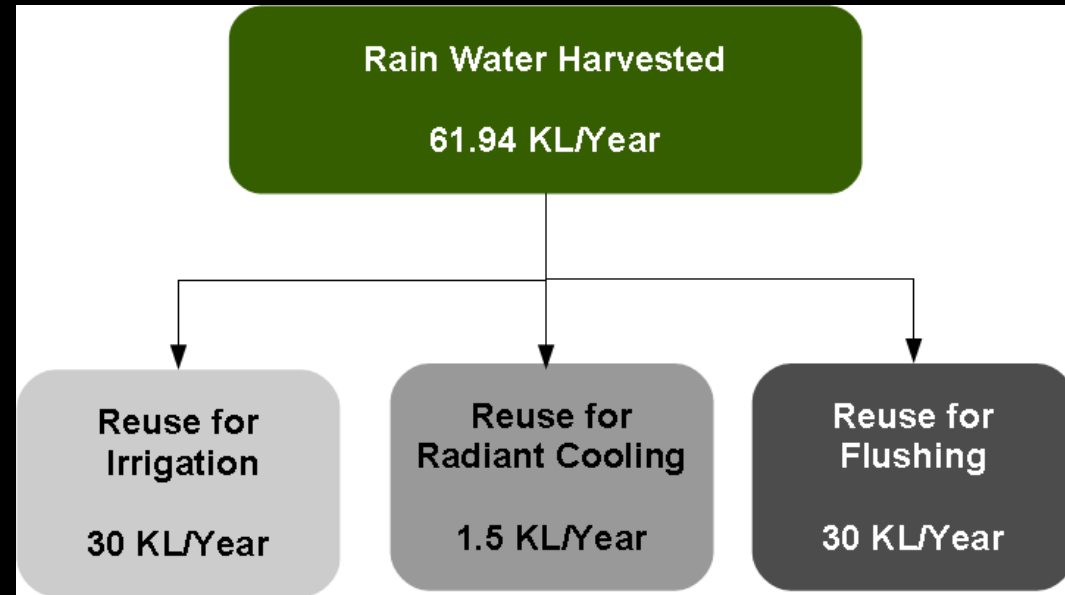 Rain Water Harvested
61.94 KL/Year
Reuse for
Irrigation
30 KL/Year
Reuse for
Radiant Cooling
1.5 KL/Year
Reuse for
Flushing
30 KL/Year